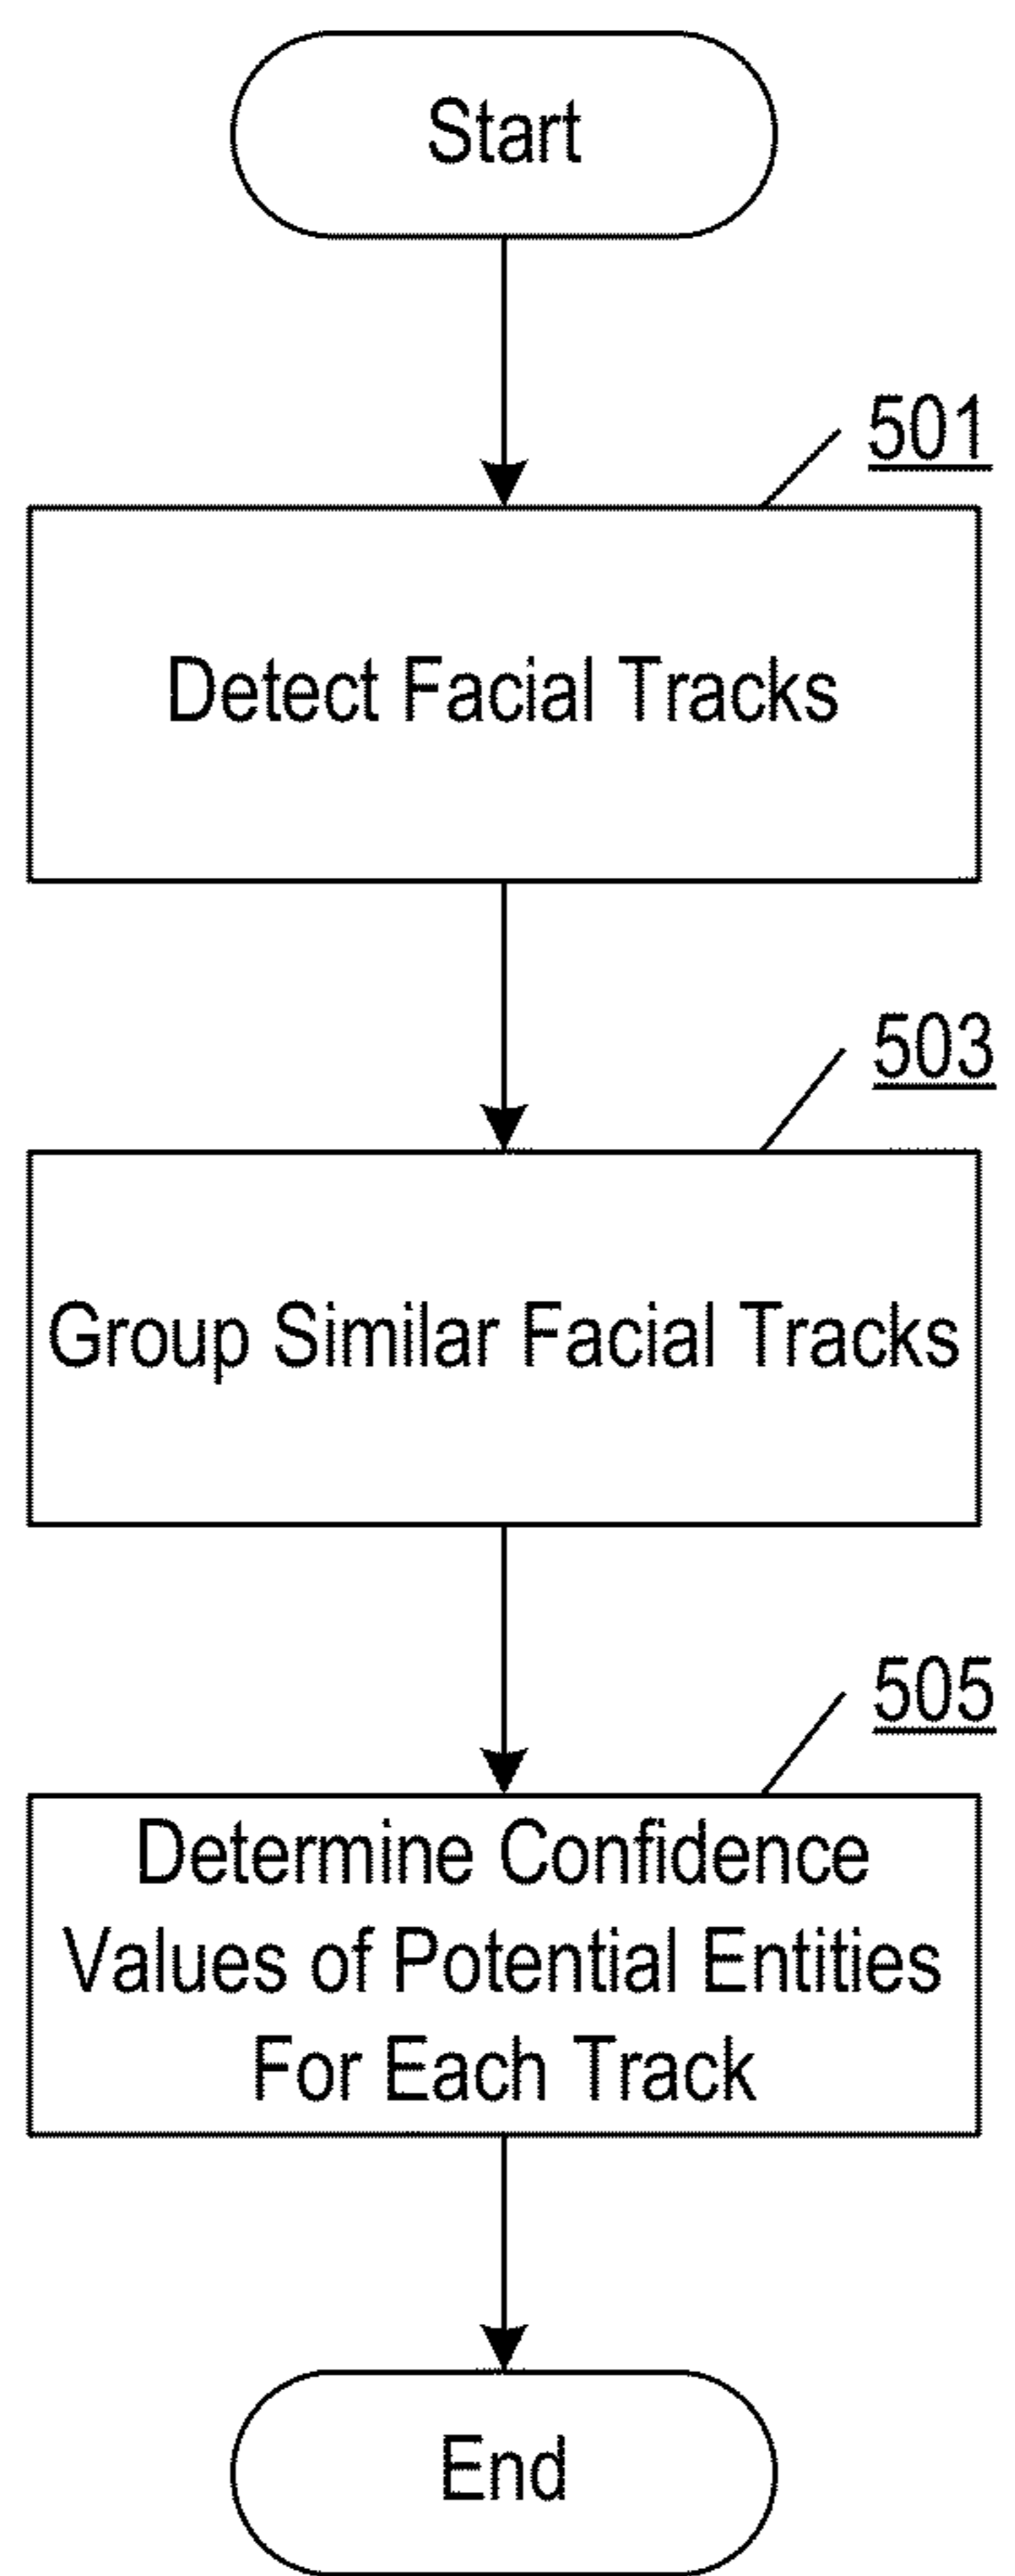 Start
501
Detect Facial Tracks
503
Group Similar Facial Tracks
505
Determine Confidence
Values of Potential Entities
For Each Track
End